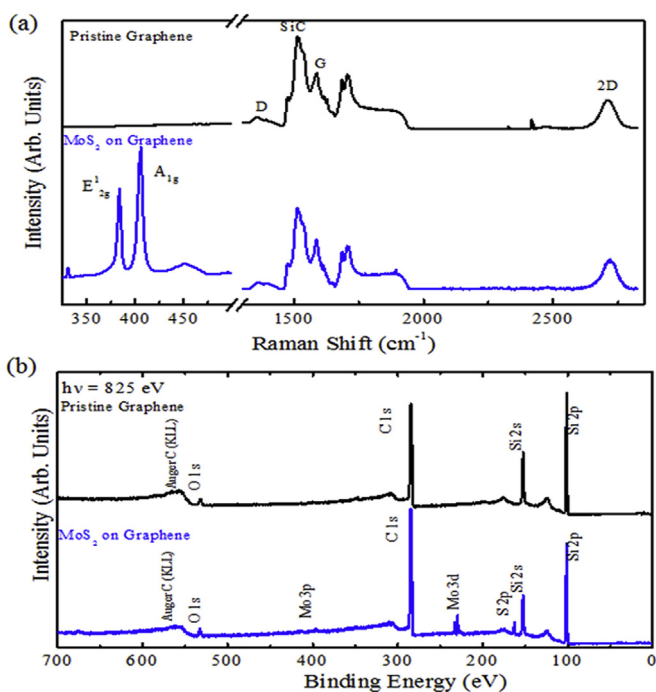 (a)
Pristine Graphene
SiC
G
D
2D
MoS₂ on Graphene
E¹₂g
A₁g
Intensity (Arb. Units)
350 400 450 1500 2000 2500
Raman Shift (cm⁻¹)
(b)
hν = 825 eV
Pristine Graphene
Auger C (KLL)
O 1s
C 1s
Si 2s
Si 2p
MoS₂ on Graphene
Auger C (KLL)
O 1s
Mo3p
C 1s
Mo3d
S 2p
Si 2s
Si 2p
Intensity (Arb. Units)
700 600 500 400 300 200 100 0
Binding Energy (eV)